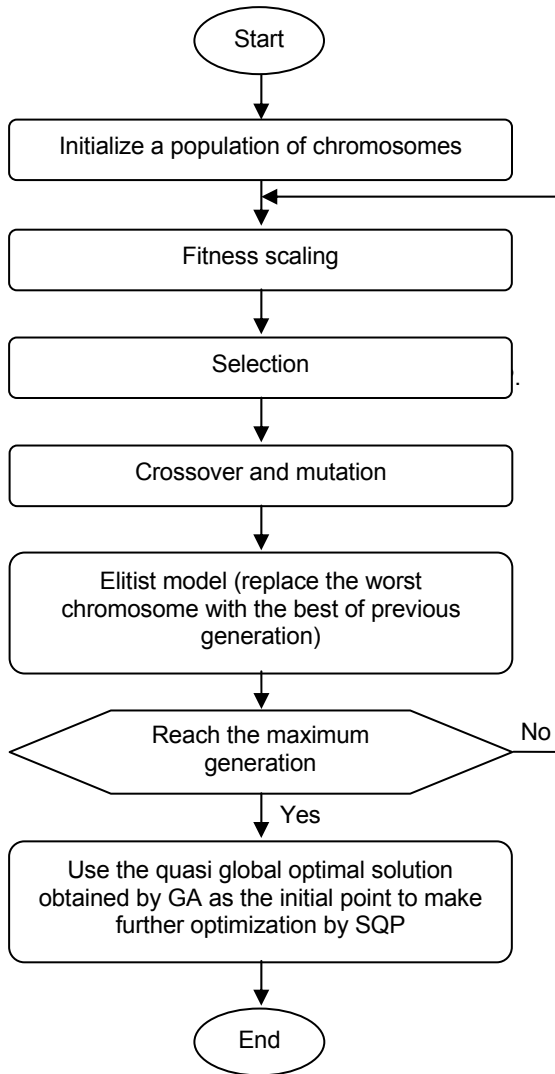 Start
Initialize a population of chromosomes
Fitness scaling
Selection
Crossover and mutation
Elitist model (replace the worst
chromosome with the best of previous
generation)
Reach the maximum
generation
No
Yes
Use the quasi global optimal solution
obtained by GA as the initial point to make
further optimization by SQP
End